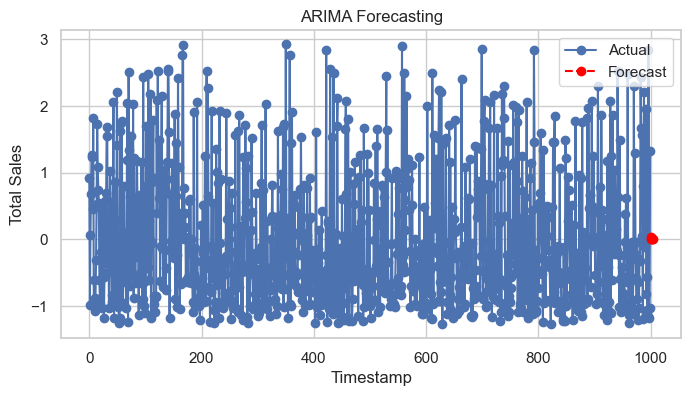 ARIMA Forecasting
Actual
Forecast
Total Sales
3
2
1
0
−1
0
200
400
600
800
1000
Timestamp